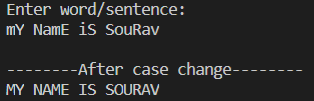 Enter word/sentence:
mY NamE iS SouRav
--------After case change--------
MY NAME IS SOURAV